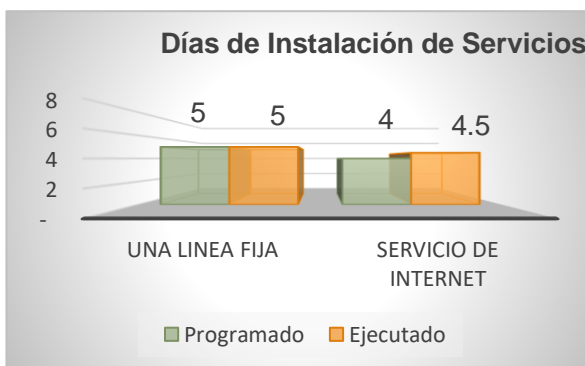 Días de Instalación de Servicios
8
6
4
2
-
5
5
4
4.5
UNA LINEA FIJA
SERVICIO DE
INTERNET
Programado
Ejecutado